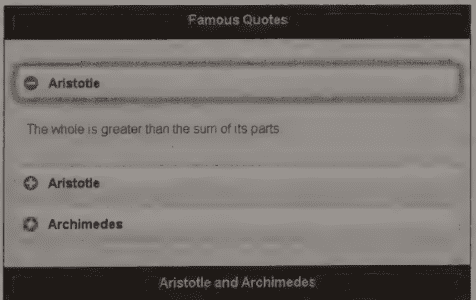 Famous Quotes
Aristotle
The whole is greater than the sum of its parts
Aristotle
Archimedes
Aristotle and Archimedes